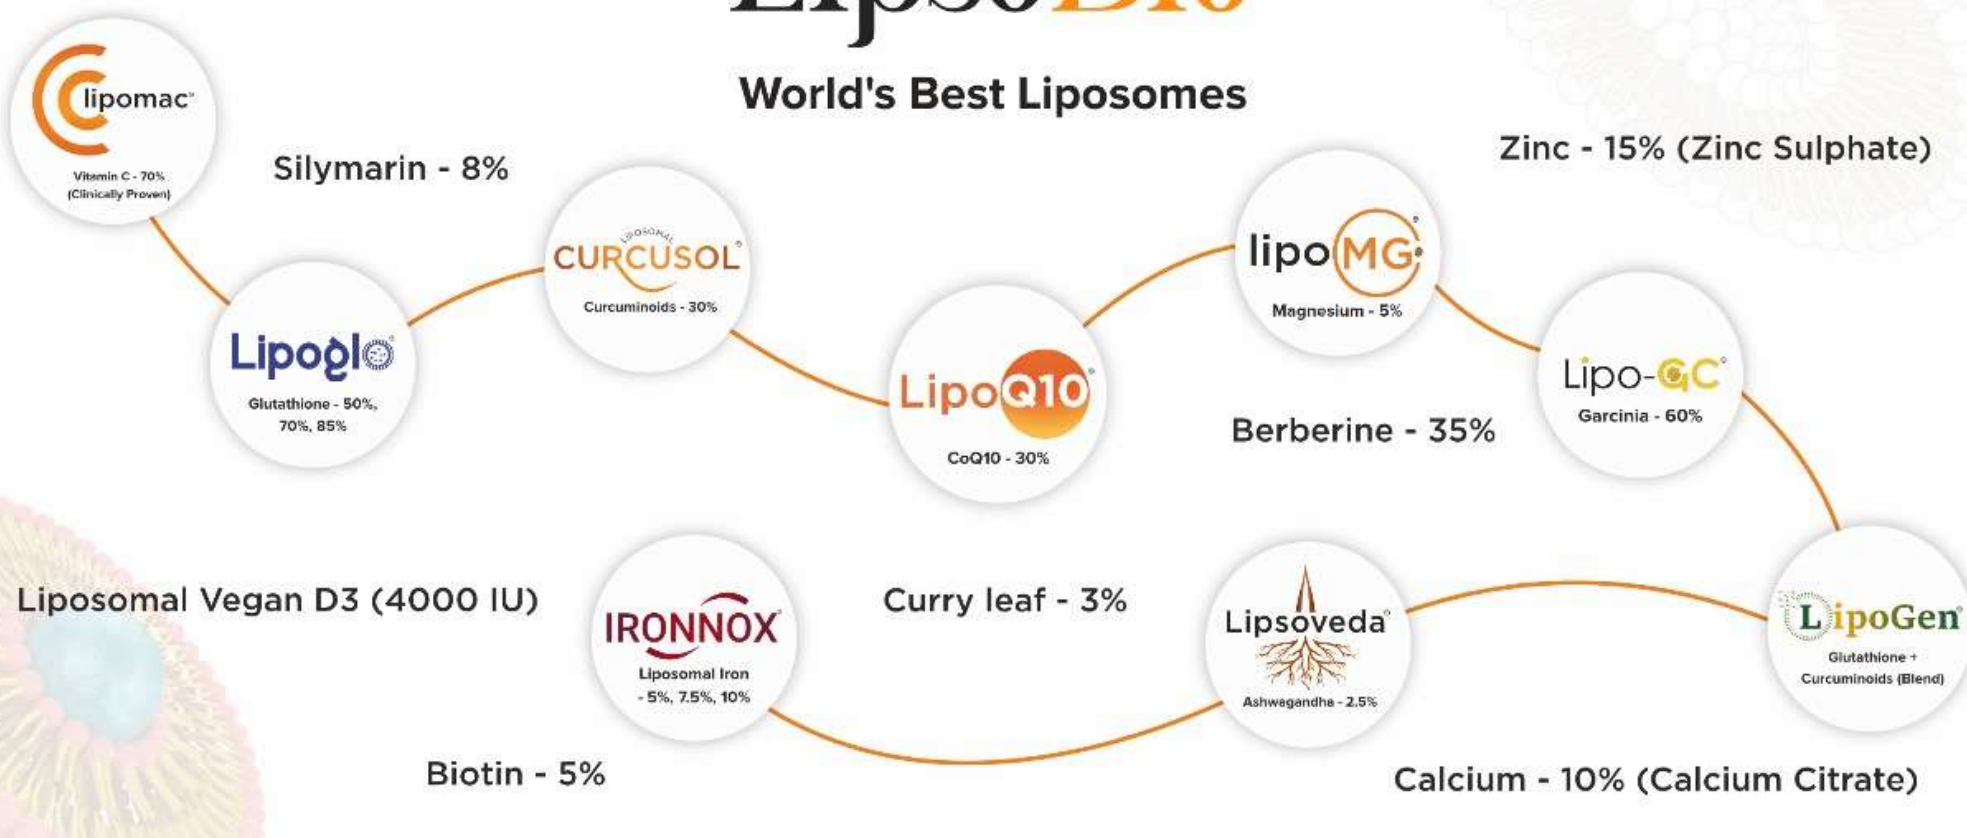 LipsoBio
World's Best Liposomes
lipomac
Vitamin C - 70%
(Clinically Proven)
Silymarin - 8%
Lipoglo
Glutathione - 50%,
70%, 85%
LIPOSOMAL
CURCUSOL
Curcuminoids - 30%
LipoQ10
CoQ10 - 30%
lipoMG
Magnesium - 5%
Zinc - 15% (Zinc Sulphate)
Lipo-GC
Garcinia - 60%
Berberine - 35%
LipoGen
Glutathione +
Curcuminoids (Blend)
Lipsoveda
Ashwagandha - 2.5%
Curry leaf - 3%
IRONNOX
Liposomal Iron
- 5%, 7.5%, 10%
Liposomal Vegan D3 (4000 IU)
Biotin - 5%
Calcium - 10% (Calcium Citrate)